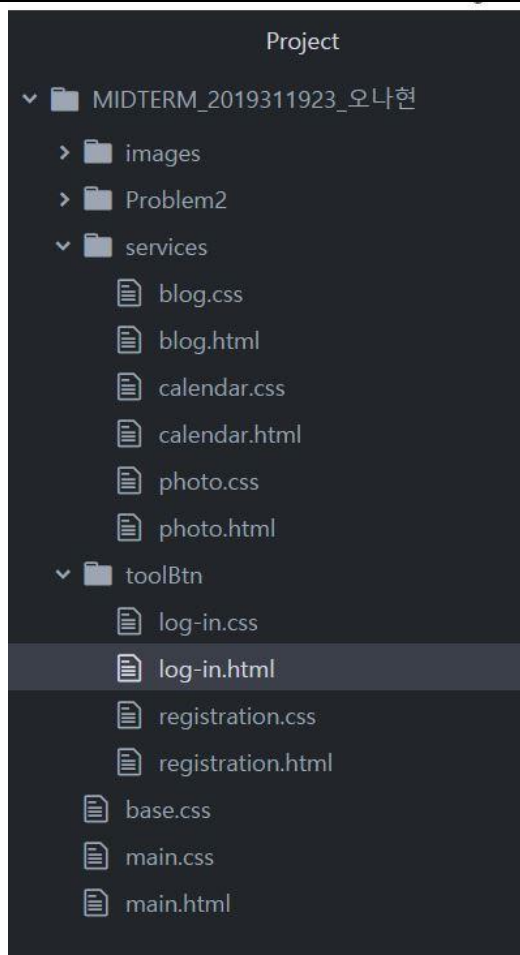 Project
MIDTERM_2019311923_오나현
images
Problem2
services
blog.css
blog.html
calendar.css
calendar.html
photo.css
photo.html
toolBtn
log-in.css
log-in.html
registration.css
registration.html
base.css
main.css
main.html